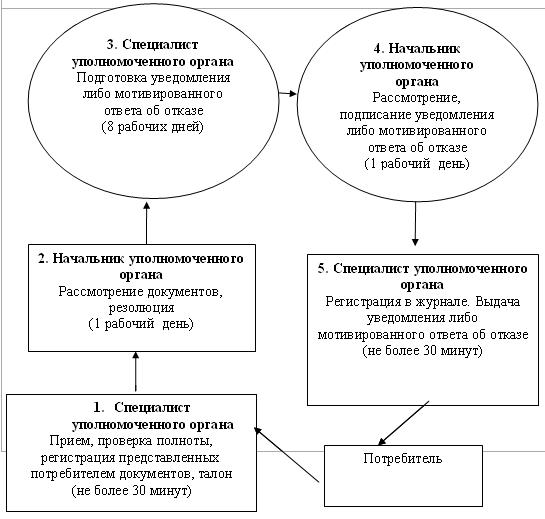 3. Специалист
уполномоченного органа
Подготовка уведомления
либо мотивированного
ответа об отказе
(8 рабочих дней)
4. Начальник
уполномоченного
органа
Рассмотрение,
подписание уведомления
либо мотивированного
ответа об отказе
(1 рабочий день)
2. Начальник уполномоченного
органа
Рассмотрение документов,
резолюция
(1 рабочий день)
5. Специалист уполномоченного
органа
Регистрация в журнале. Выдача
уведомления либо
мотивированного ответа об отказе
(не более 30 минут)
1. Специалист
уполномоченного органа
Прием, проверка полноты,
регистрация представленных
потребителем документов, талон
(не более 30 минут)
Потребитель